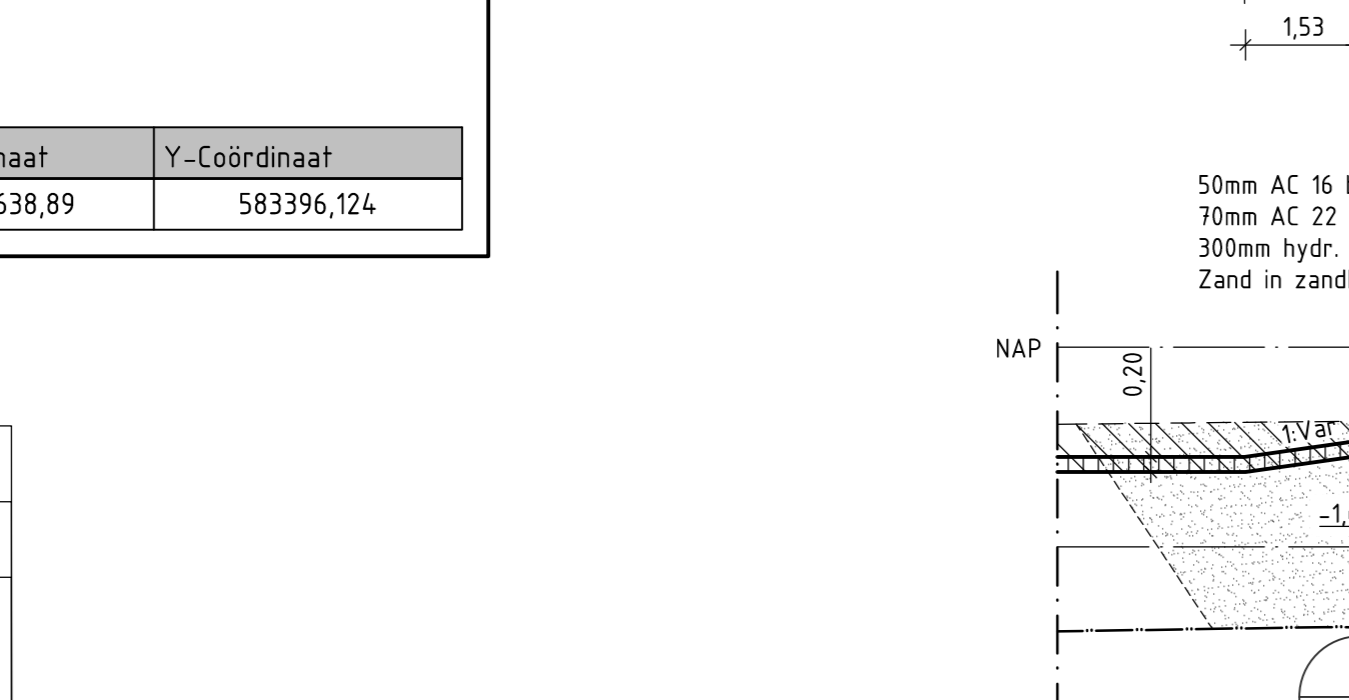 1,53
naat Y-Coördinaat
638,89 583396,124
50mm AC 16
70mm AC 22
300mm hydr.
Zand in zand
NAP
0,20
1:Var
-1,